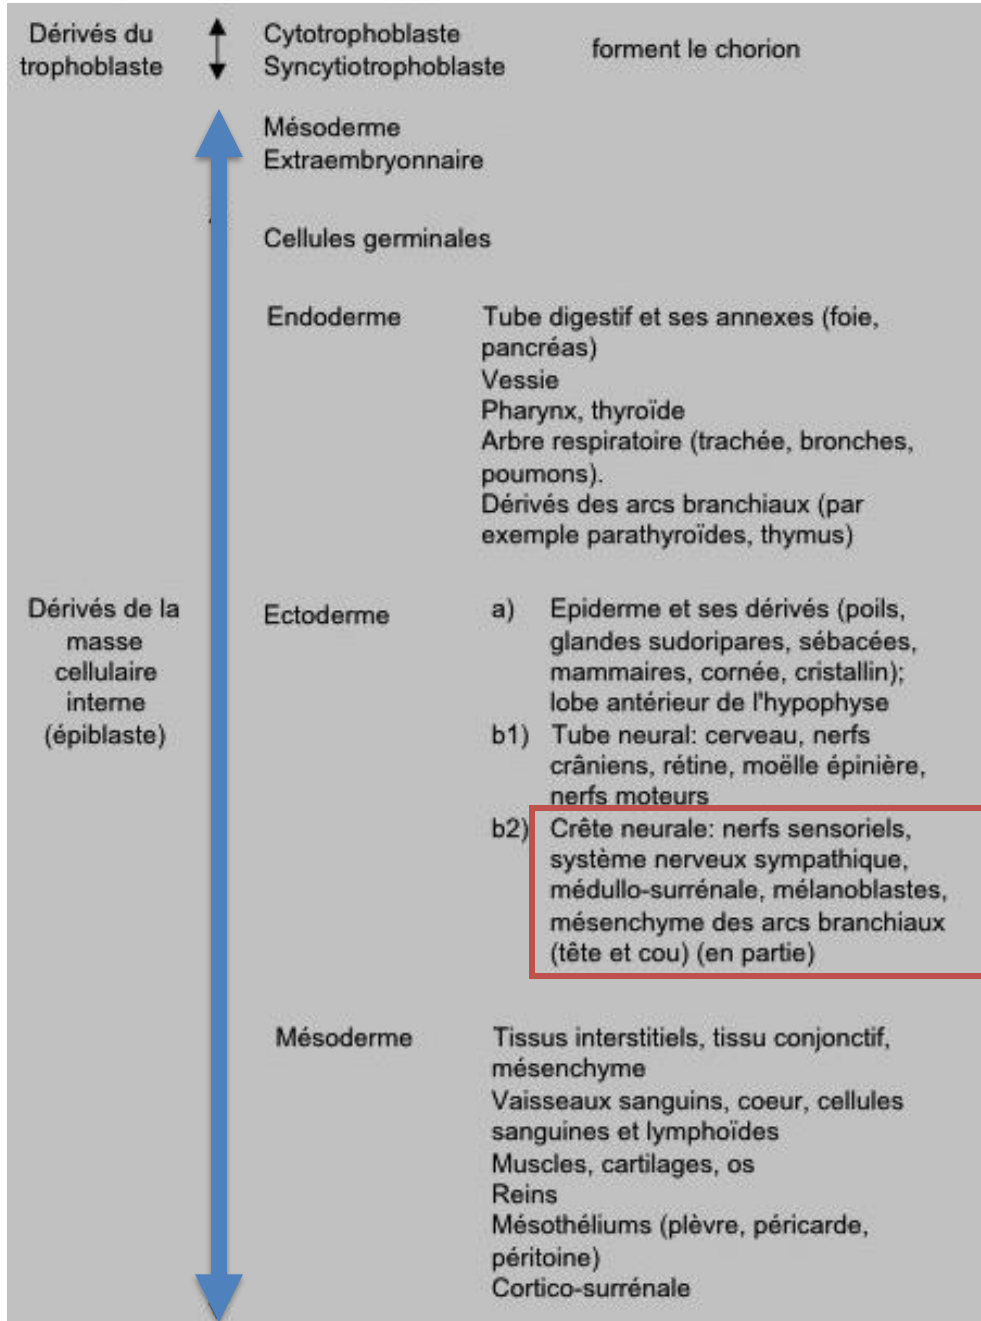 Dérivés du
trophoblaste
Cytotrophoblaste
Syncytiotrophoblaste
forment le chorion
Mésoderme
Extraembryonnaire
Cellules germinales
Endoderme
Tube digestif et ses annexes (foie,
pancréas)
Vessie
Pharynx, thyroïde
Arbre respiratoire (trachée, bronches,
poumons).
Dérivés des arcs branchiaux (par
exemple parathyroïdes, thymus)
Dérivés de la
masse
cellulaire
interne
(épiblaste)
Ectoderme
a) Epiderme et ses dérivés (poils,
glandes sudoripares, sébacées,
mammaires, cornée, cristallin);
lobe antérieur de l'hypophyse
b1) Tube neural: cerveau, nerfs
crâniens, rétine, moëlle épinière,
nerfs moteurs
b2) Crête neurale: nerfs sensoriels,
système nerveux sympathique,
médullo-surrénale, mélanoblastes,
mésenchyme des arcs branchiaux
(tête et cou) (en partie)
Mésoderme
Tissus interstitiels, tissu conjonctif,
mésenchyme
Vaisseaux sanguins, coeur, cellules
sanguines et lymphoïdes
Muscles, cartilages, os
Reins
Mésothéliums (plèvre, péricarde,
péritoine)
Cortico-surrénale